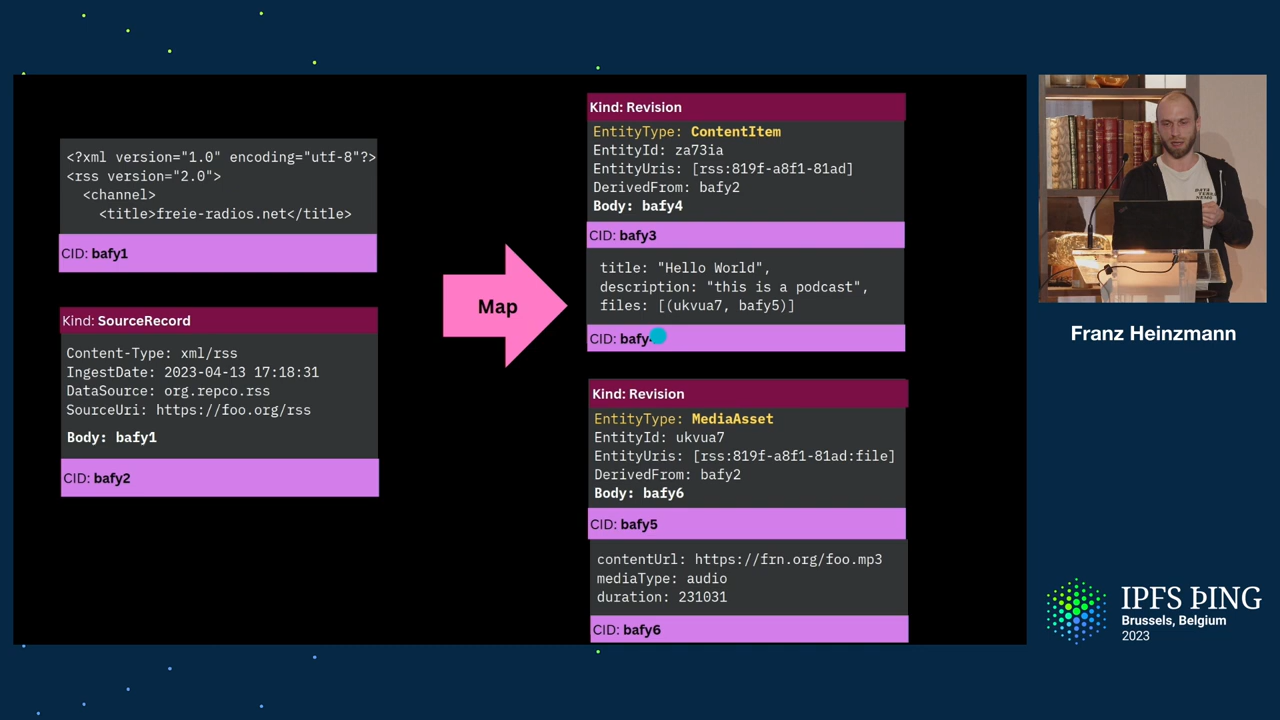 <?xml version="1.0" encoding="utf-8"?>
<rss version="2.0">
<channel>
<title>freie-radios.net</title>
CID: bafy1
Kind: SourceRecord
Content-Type: xml/rss
IngestDate: 2023-04-13 17:18:31
DataSource: org.repco.rss
SourceUri: https://foo.org/rss
Body: bafy1
CID: bafy2
Map
Kind: Revision
EntityType: ContentItem
EntityId: za73ia
EntityUris: [rss:819f-a8f1-81ad]
DerivedFrom: bafy2
Body: bafy4
CID: bafy3
title: "Hello World",
description: "this is a podcast",
files: [(ukvua7, bafy5)]
CID: bafy
Kind: Revision
EntityType: MediaAsset
EntityId: ukvua7
EntityUris: [rss:819f-a8f1-81ad:file]
DerivedFrom: bafy2
Body: bafy6
CID: bafy5
contentUrl: https://frn.org/foo.mp3
mediaType: audio
duration: 231031
CID: bafy6
Franz Heinzmann
IPFS ÞING
Brussels, Belgium
2023